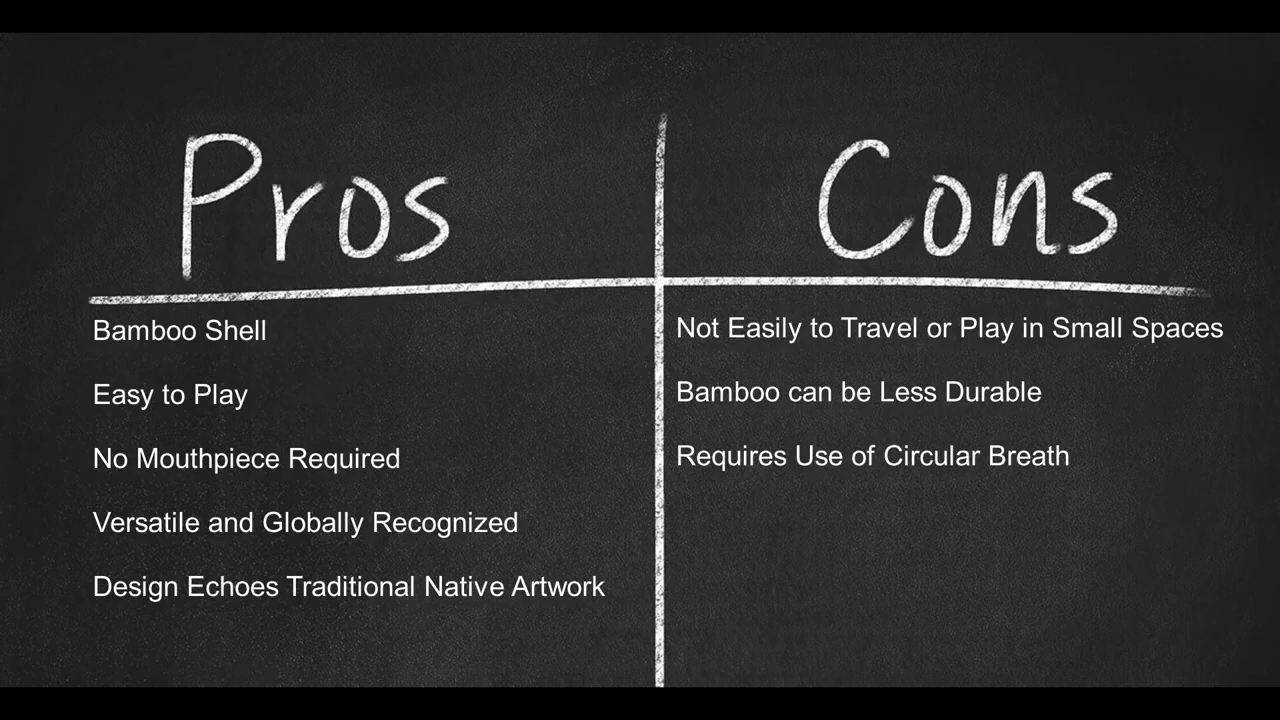 Pros
Cons
Bamboo Shell
Easy to Play
No Mouthpiece Required
Versatile and Globally Recognized
Design Echoes Traditional Native Artwork
Not Easily to Travel or Play in Small Spaces
Bamboo can be Less Durable
Requires Use of Circular Breath